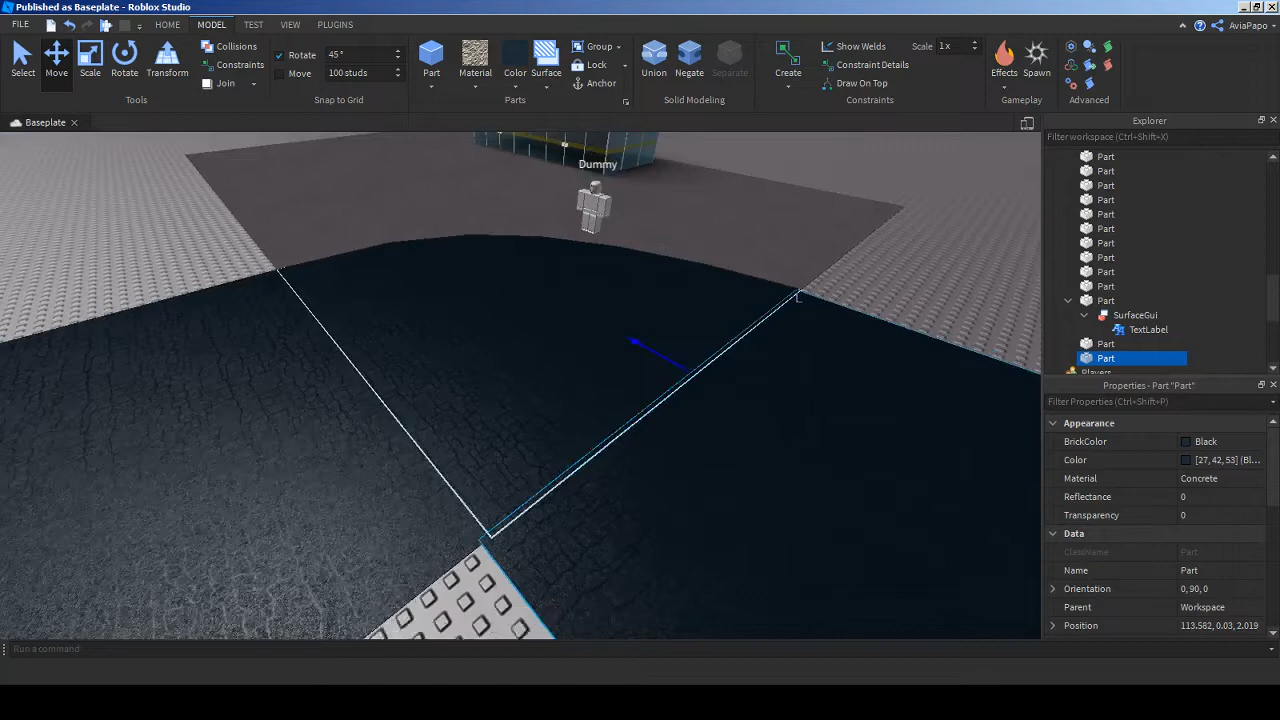 Published as Baseplate - Roblox Studio
FILE HOME MODEL TEST VIEW PLUGINS AviaPapo
Select Move Scale Rotate Transform
Collisions
Constraints
Join
Tools
Rotate 45°
Move 100 studs
Snap to Grid
Part Material Color Surface
Group
Lock
Anchor
Parts
Union Negate Separate
Solid Modeling
Create
Show Welds Scale 1x
Constraint Details
Draw On Top
Constraints
Effects Spawn
Gameplay
Advanced
Baseplate
Dummy
L
Explorer
Filter workspace (Ctrl+Shift+X)
Part
Part
Part
Part
Part
Part
Part
Part
Part
Part
Part
SurfaceGui
TextLabel
Part
Part
Players
Properties - Part "Part"
Filter Properties (Ctrl+Shift+P)
Appearance
BrickColor Black
Color [27, 42, 53] (Bl...
Material Concrete
Reflectance 0
Transparency 0
Data
ClassName Part
Name Part
Orientation 0, 90, 0
Parent Workspace
Position 113.582, 0.03, 2.019
Run a command